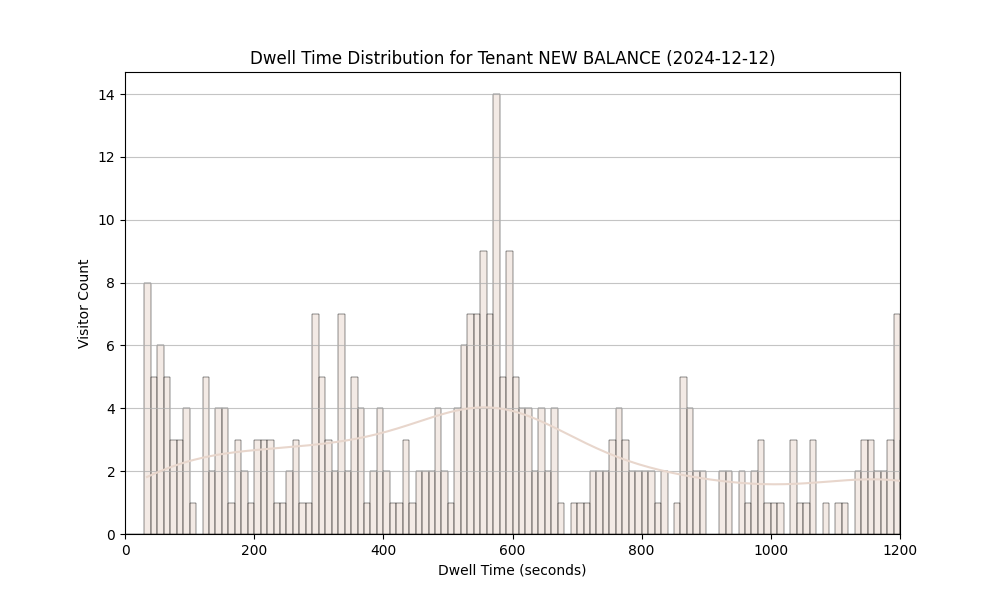 Dwell Time Distribution for Tenant NEW BALANCE (2024-12-12)
Visitor Count
14
12
10
8
6
4
2
0
0 200 400 600 800 1000 1200
Dwell Time (seconds)